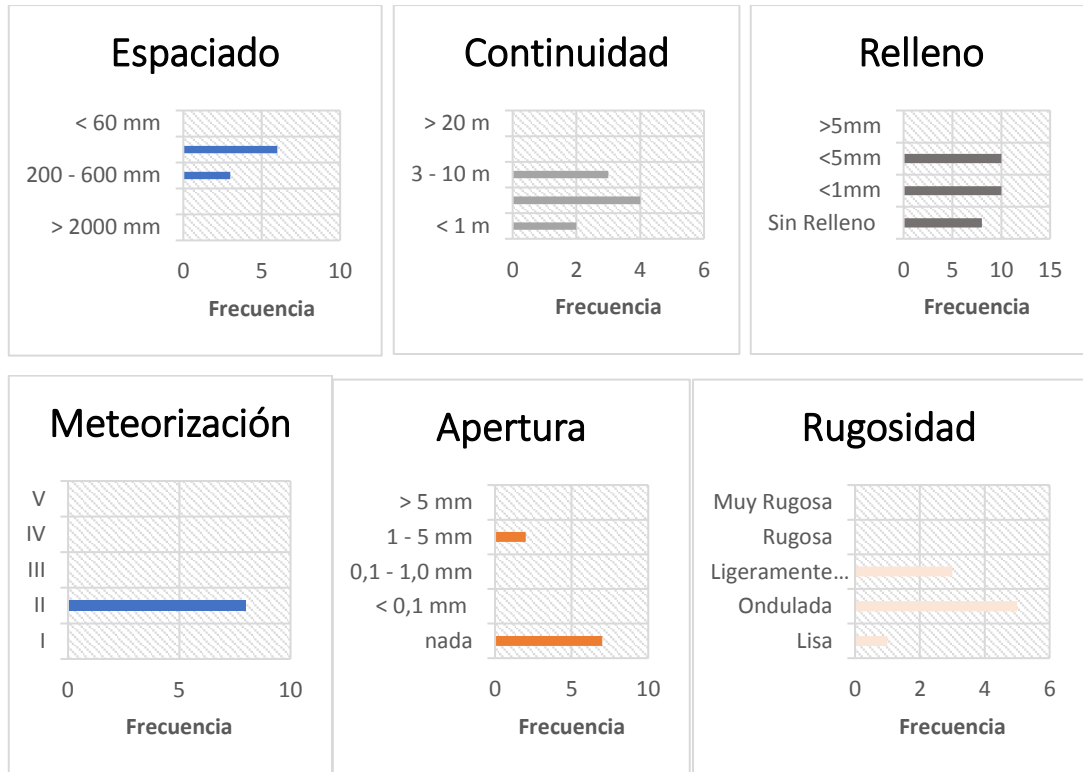 Espaciado
< 60 mm
200 - 600 mm
> 2000 mm
0 5 10
Frecuencia
Continuidad
> 20 m
3 - 10 m
< 1 m
0 2 4 6
Frecuencia
Relleno
>5mm
<5mm
<1mm
Sin Relleno
0 5 10 15
Frecuencia
Meteorización
V
IV
III
II
I
0 5 10
Frecuencia
Apertura
> 5 mm
1 - 5 mm
0,1 - 1,0 mm
< 0,1 mm
nada
0 5 10
Frecuencia
Rugosidad
Muy Rugosa
Rugosa
Ligeramente...
Ondulada
Lisa
0 2 4 6
Frecuencia